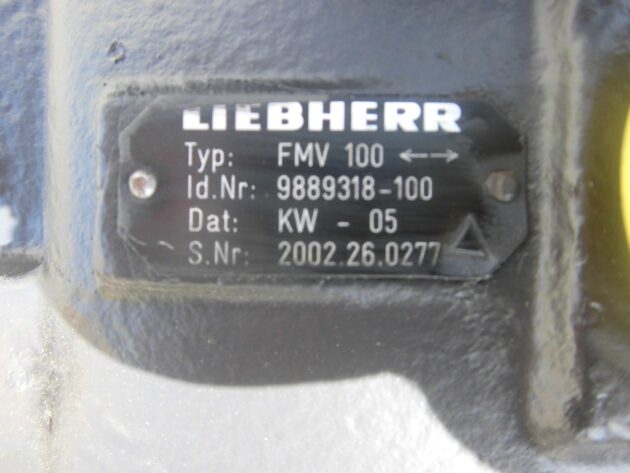 LIEBHERR
Typ: FMV 100 ←→
Id.Nr: 9889318-100
Dat: KW - 05
S.Nr: 2002.26.0277